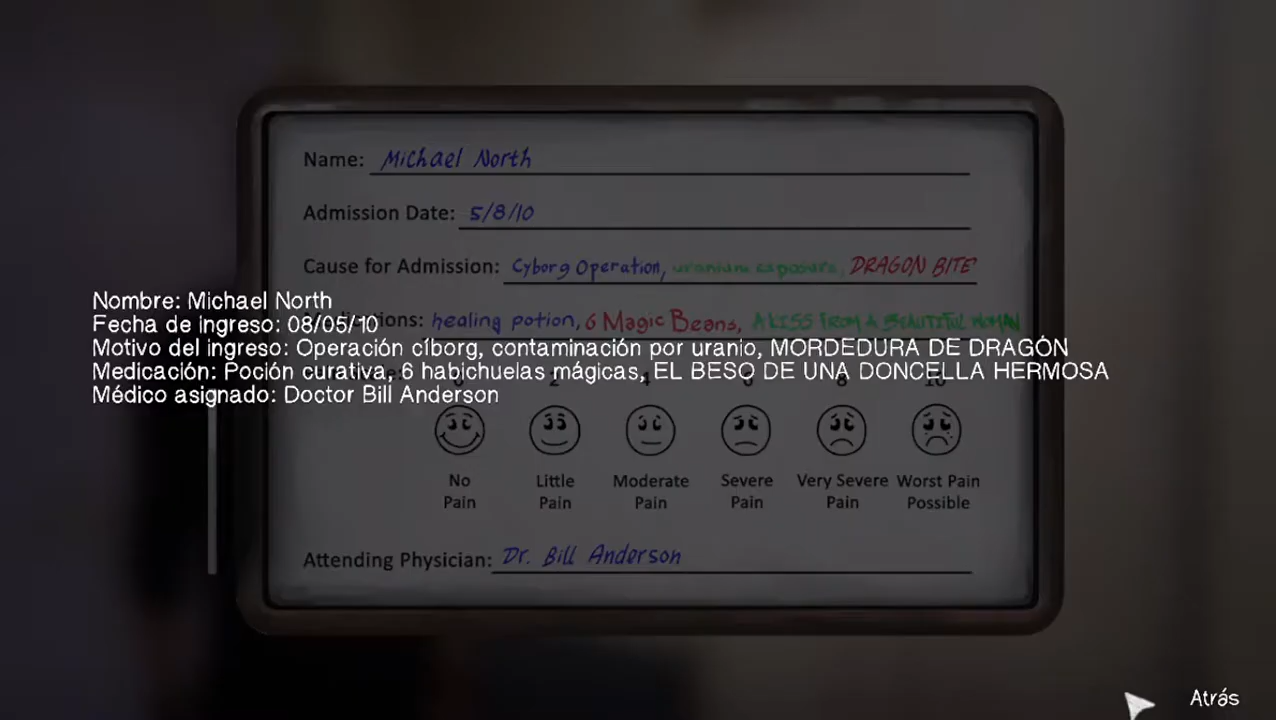 Name: Michael North
Admission Date: 5/8/10
Cause for Admission: Cyborg Operation, uranium exposure, DRAGON BITE
Nombre: Michael North
Fecha de ingreso: 08/05/10
healing potion, 6 Magic Beans, A KISS FROM A BEAUTIFUL WOMAN
Motivo del ingreso: Operación cíborg, contaminación por uranio, MORDEDURA DE DRAGÓN
Medicación: Poción curativa, 6 habichuelas mágicas, EL BESO DE UNA DONCELLA HERMOSA
Médico asignado: Doctor Bill Anderson
No Little Moderate Severe Very Severe Worst Pain
Pain Pain Pain Pain Pain Possible
Attending Physician: Dr. Bill Anderson
Atrás